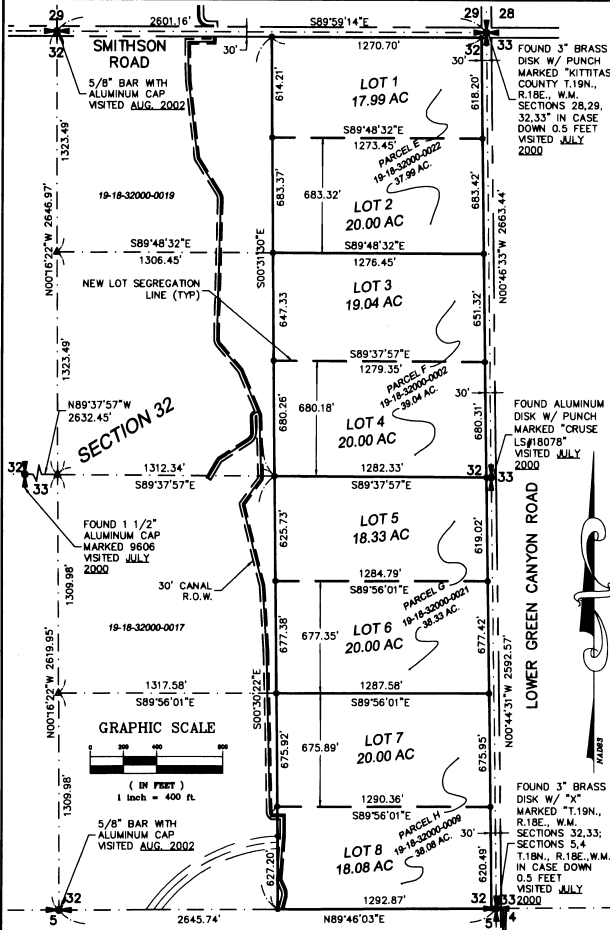 29
2601.16'
S89°59'14"E
29
28
32
SMITHSON
ROAD
30'
1270.70'
32
33
30'
5/8" BAR WITH
ALUMINUM CAP
VISITED AUG. 2002
FOUND 3" BRASS
DISK W/ PUNCH
MARKED "KITTITAS
COUNTY T.19N.,
R.18E., W.M.
SECTIONS 28,29,
32,33" IN CASE
DOWN 0.5 FEET
VISITED JULY
2000
614.21'
LOT 1
17.99 AC
618.20'
1323.49'
S89°48'32"E
1273.45'
PARCEL E
19-18-32000-0022
37.99 AC.
N00°16'22"W 2646.97'
19-18-32000-0019
683.37'
683.32'
683.42'
LOT 2
20.00 AC
N00°46'33"W 2663.44'
S89°48'32"E
1306.45'
S00°31'30"E
S89°48'32"E
1276.45'
NEW LOT SEGREGATION
LINE (TYP)
LOT 3
19.04 AC
647.33
651.32'
1323.49'
S89°37'57"E
1279.35'
PARCEL F
19-18-32000-0002
39.04 AC.
30'
N89°37'57"W
2632.45'
SECTION 32
680.26'
680.18'
LOT 4
20.00 AC
680.31'
FOUND ALUMINUM
DISK W/ PUNCH
MARKED "CRUSE
LS#18078"
VISITED JULY
2000
32
33
1312.34'
S89°37'57"E
1282.33'
S89°37'57"E
32
33
FOUND 1 1/2"
ALUMINUM CAP
MARKED 9606
VISITED JULY
2000
625.73'
LOT 5
18.33 AC
619.02'
LOWER GREEN CANYON ROAD
30' CANAL
R.O.W.
1309.98'
1284.79'
S89°56'01"E
PARCEL G
19-18-32000-0021
38.33 AC.
19-18-32000-0017
677.38'
677.35'
LOT 6
20.00 AC
677.42'
N00°16'22"W 2619.95'
N00°44'31"W 2592.57'
1317.58'
S89°56'01"E
S00°30'22"E
1287.58'
S89°56'01"E
GRAPHIC SCALE
0 200 400 800
( IN FEET )
1 inch = 400 ft.
675.92'
675.89'
LOT 7
20.00 AC
675.95'
NAD83
1309.98'
1290.36'
S89°56'01"E
PARCEL H
19-18-32000-0009
38.08 AC.
30'
5/8" BAR WITH
ALUMINUM CAP
VISITED AUG. 2002
FOUND 3" BRASS
DISK W/ "X"
MARKED "T.19N.,
R.18E., W.M.
SECTIONS 32,33;
SECTIONS 5,4
T.18N., R.18E.,W.M.
IN CASE DOWN
0.5 FEET
VISITED JULY
2000
627.20'
LOT 8
18.08 AC
620.49'
32
5
2645.74'
1292.87'
N89°46'03"E
32
33
5
4